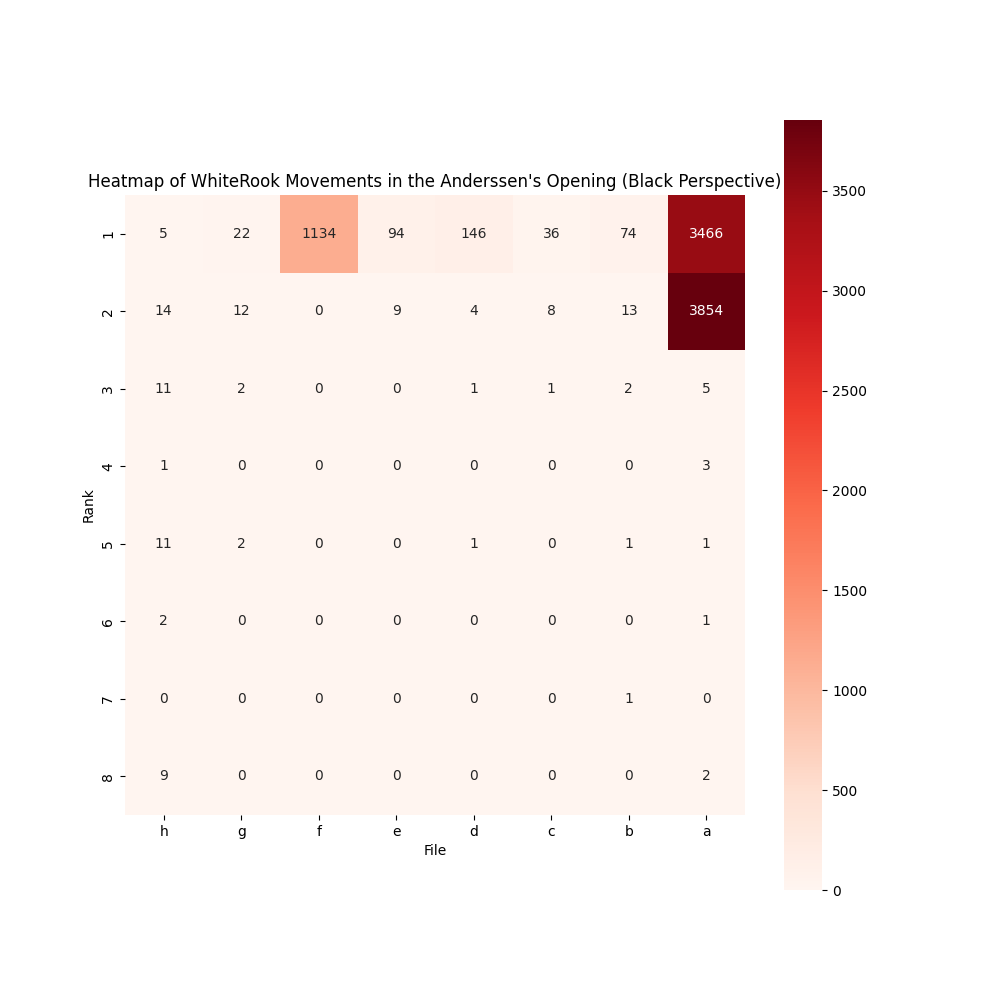 Heatmap of WhiteRook Movements in the Anderssen's Opening (Black Perspective)
1 5 22 1134 94 146 36 74 3466
2 14 12 0 9 4 8 13 3854
3 11 2 0 0 1 1 2 5
4 1 0 0 0 0 0 0 3
5 11 2 0 0 1 0 1 1
6 2 0 0 0 0 0 0 1
7 0 0 0 0 0 0 1 0
8 9 0 0 0 0 0 0 2
h g f e d c b a
File
Rank
3500
3000
2500
2000
1500
1000
500
0